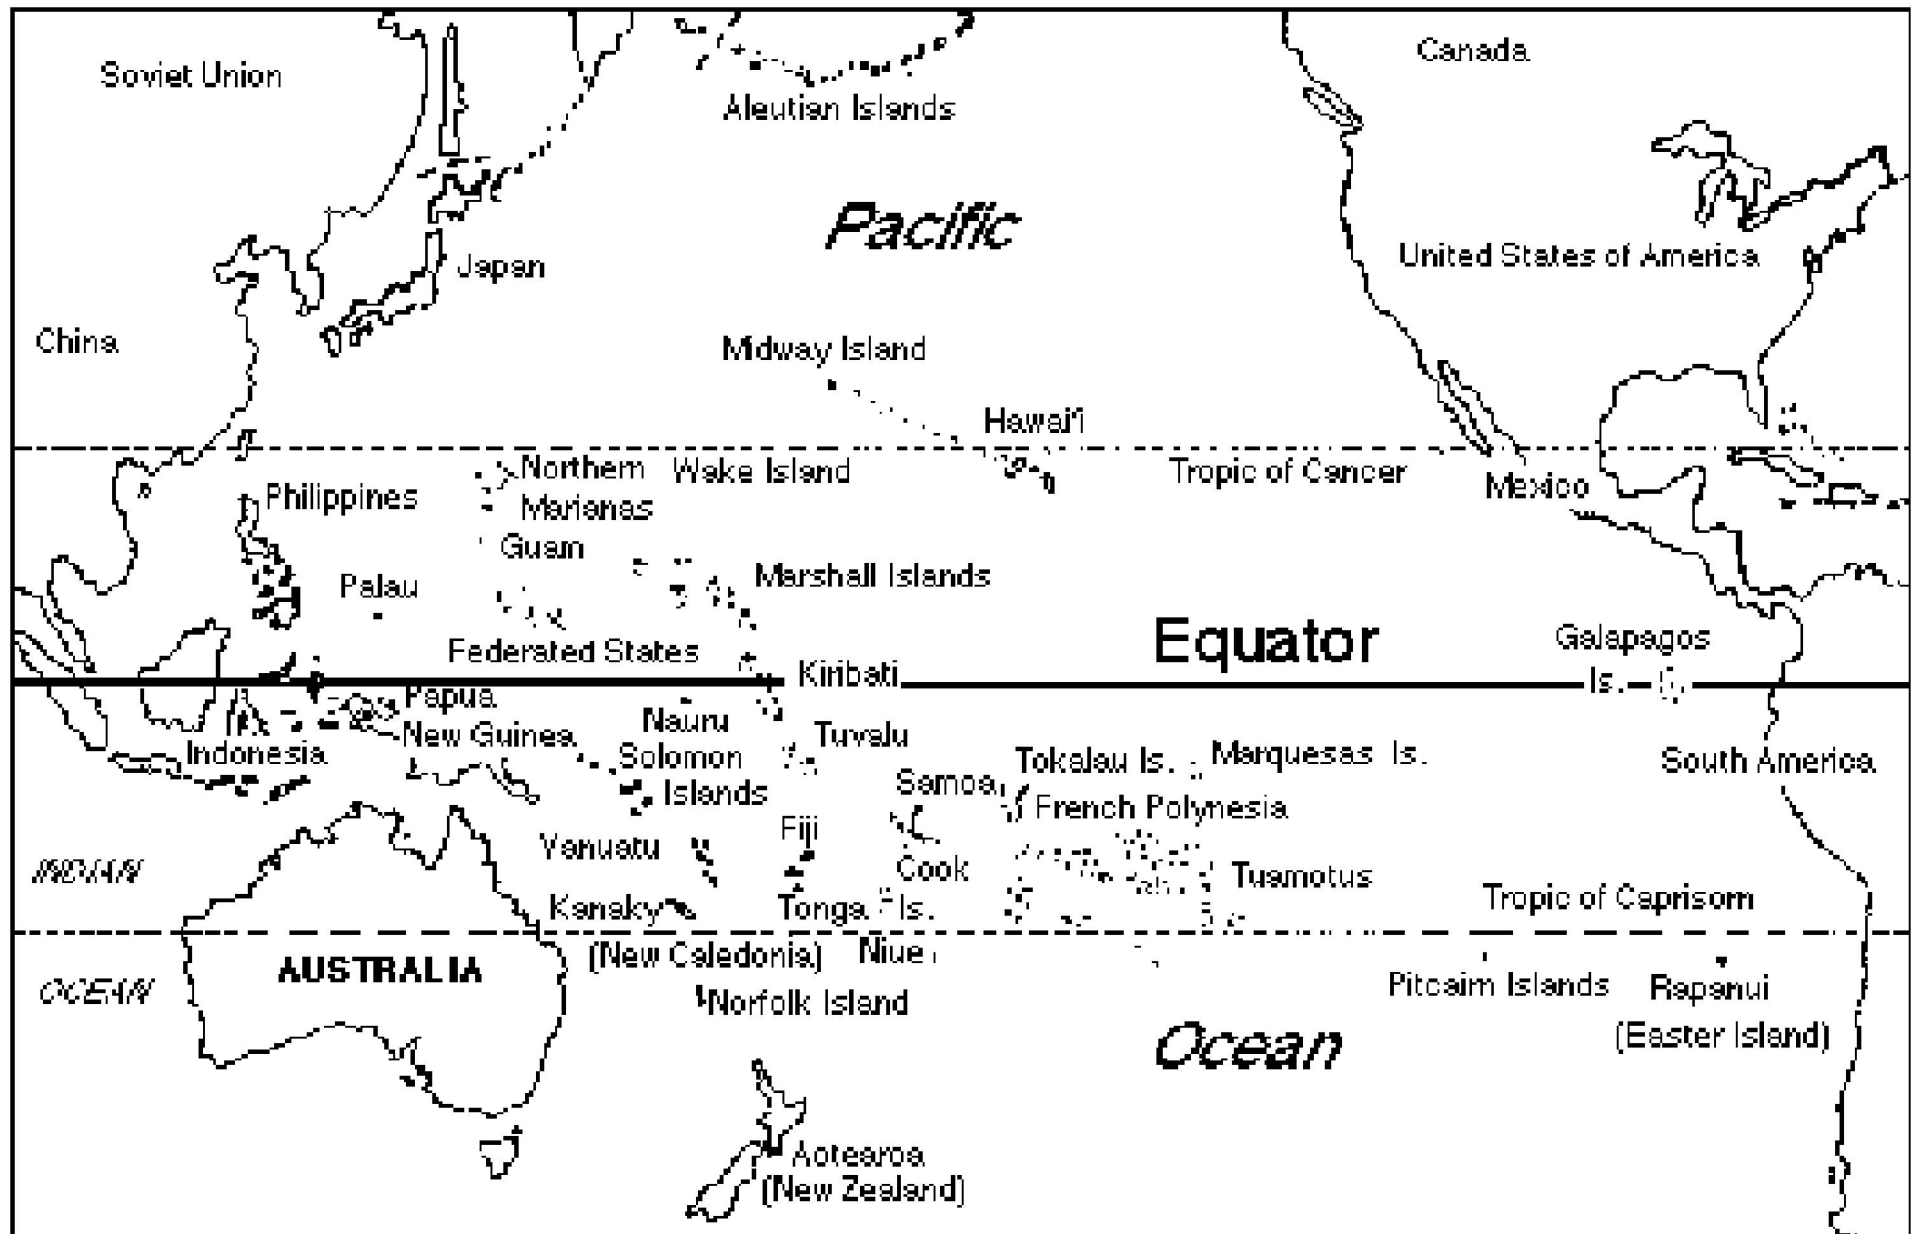 Soviet Union
Canada
Aleutian Islands
Pacific
United States of America
Japan
China
Midway Island
Hawai'i
Northern
Marianas
Wake Island
Tropic of Cancer
Mexico
Philippines
Guam
Palau
Marshall Islands
Federated States
Equator
Galapagos
Is.
Kiribati
Papua
New Guinea
Nauru
Tuvalu
Indonesia
Solomon
Islands
Tokalau Is.
Marquesas Is.
South America
Samoa
French Polynesia
Fiji
Vanuatu
Cook
Is.
INDIAN
OCEAN
Tuamotus
Kanaky
(New Caledonia)
Tonga
Tropic of Caprisorn
Niue
AUSTRALIA
Pitcairn Islands
Rapanui
(Easter Island)
Norfolk Island
Ocean
Aotearoa
(New Zealand)